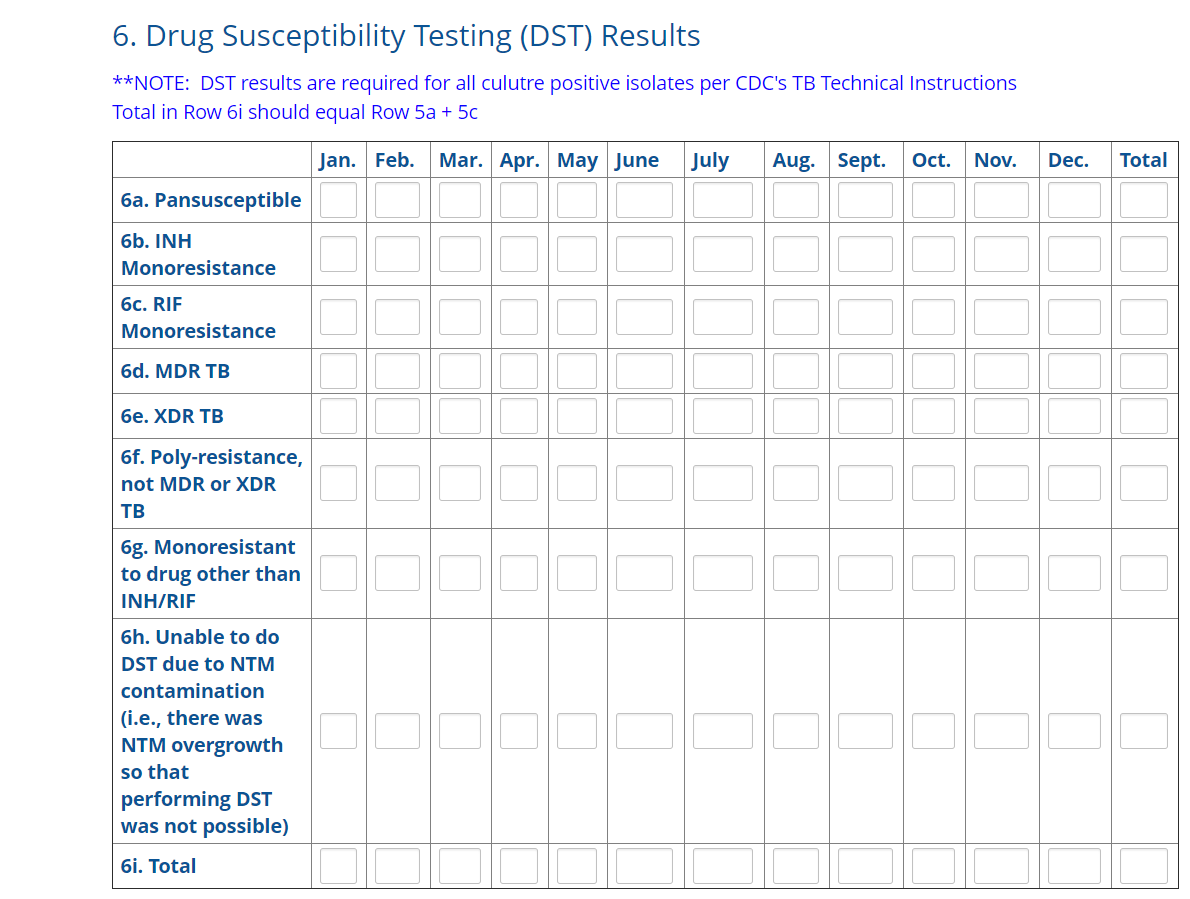 6. Drug Susceptibility Testing (DST) Results
**NOTE:  DST results are required for all culutre positive isolates per CDC's TB Technical Instructions
Total in Row 6i should equal Row 5a + 5c
Jan. Feb. Mar. Apr. May June July Aug. Sept. Oct. Nov. Dec. Total
6a. Pansusceptible
6b. INH
Monoresistance
6c. RIF
Monoresistance
6d. MDR TB
6e. XDR TB
6f. Poly-resistance,
not MDR or XDR
TB
6g. Monoresistant
to drug other than
INH/RIF
6h. Unable to do
DST due to NTM
contamination
(i.e., there was
NTM overgrowth
so that
performing DST
was not possible)
6i. Total